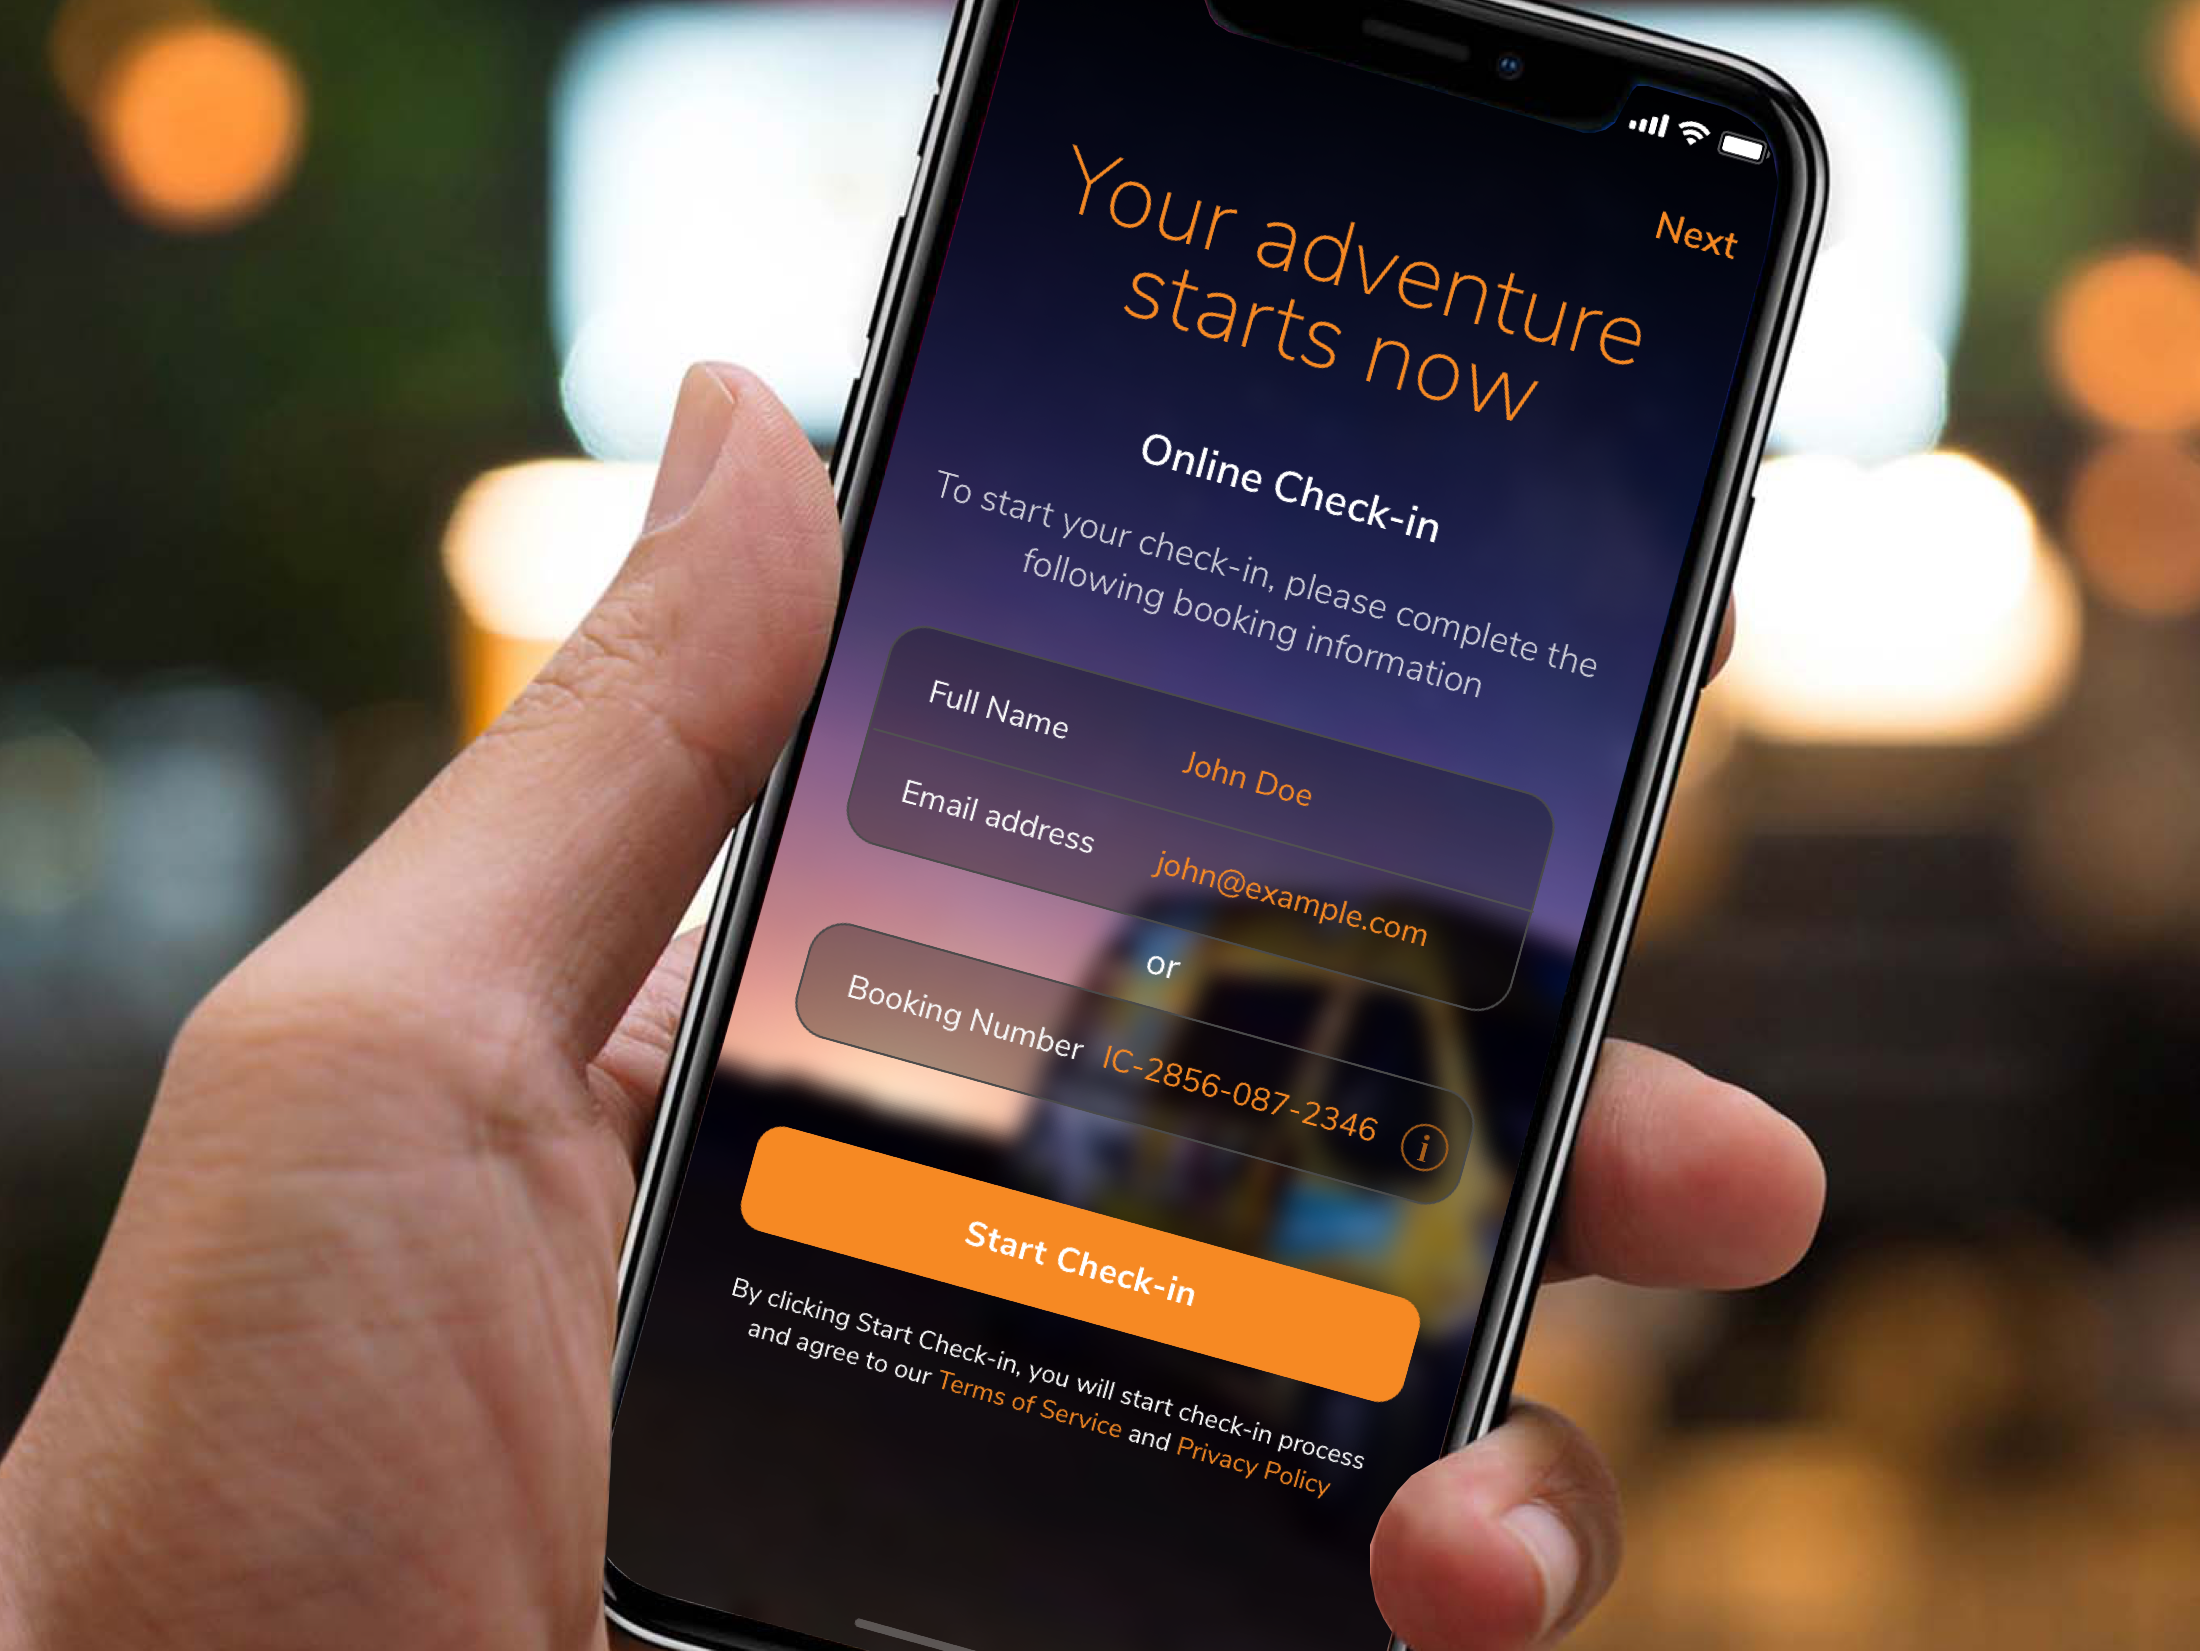 Next
Your adventure
starts now
Online Check-in
To start your check-in, please complete the
following booking information
Full Name John Doe
Email address john@example.com
or
Booking Number IC-2856-087-2346 i
Start Check-in
By clicking Start Check-in, you will start check-in process
and agree to our Terms of Service and Privacy Policy